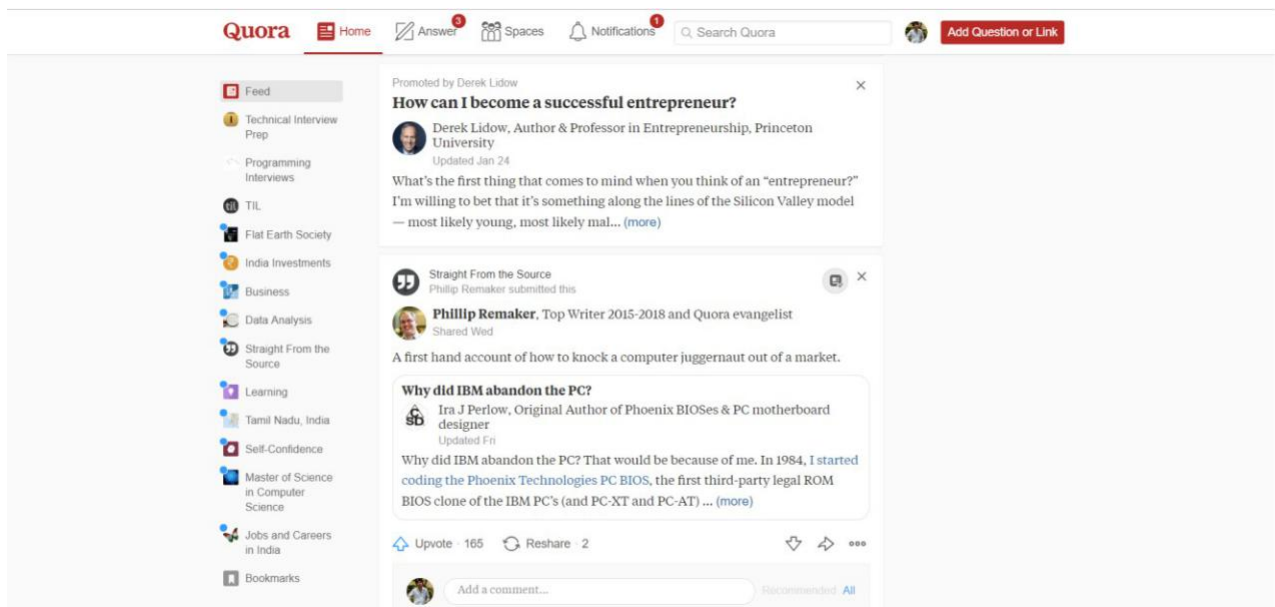 Quora
Home
Answer
3
Spaces
Notifications
1
Search Quora
Add Question or Link
Feed
Technical Interview
Prep
Programming
Interviews
til
TIL
Flat Earth Society
India Investments
Business
Data Analysis
Straight From the
Source
Learning
Tamil Nadu, India
Self-Confidence
Master of Science
in Computer
Science
Jobs and Careers
in India
Bookmarks
Promoted by Derek Lidow
How can I become a successful entrepreneur?
Derek Lidow, Author & Professor in Entrepreneurship, Princeton
University
Updated Jan 24
What's the first thing that comes to mind when you think of an “entrepreneur?”
I'm willing to bet that it's something along the lines of the Silicon Valley model
— most likely young, most likely mal... (more)
Straight From the Source
Phillip Remaker submitted this
Phillip Remaker, Top Writer 2015-2018 and Quora evangelist
Shared Wed
A first hand account of how to knock a computer juggernaut out of a market.
Why did IBM abandon the PC?
CSD
Ira J Perlow, Original Author of Phoenix BIOSes & PC motherboard
designer
Updated Fri
Why did IBM abandon the PC? That would be because of me. In 1984, I started
coding the Phoenix Technologies PC BIOS, the first third-party legal ROM
BIOS clone of the IBM PC's (and PC-XT and PC-AT) ... (more)
Upvote · 165
Reshare · 2
Add a comment...
Recommended All